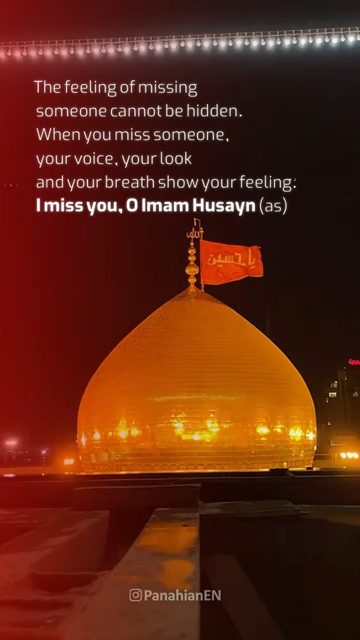 The feeling of missing
someone cannot be hidden.
When you miss someone,
your voice, your look
and your breath show your feeling:
I miss you, O Imam Husayn (as)
الله
یا حسین
PanahianEN